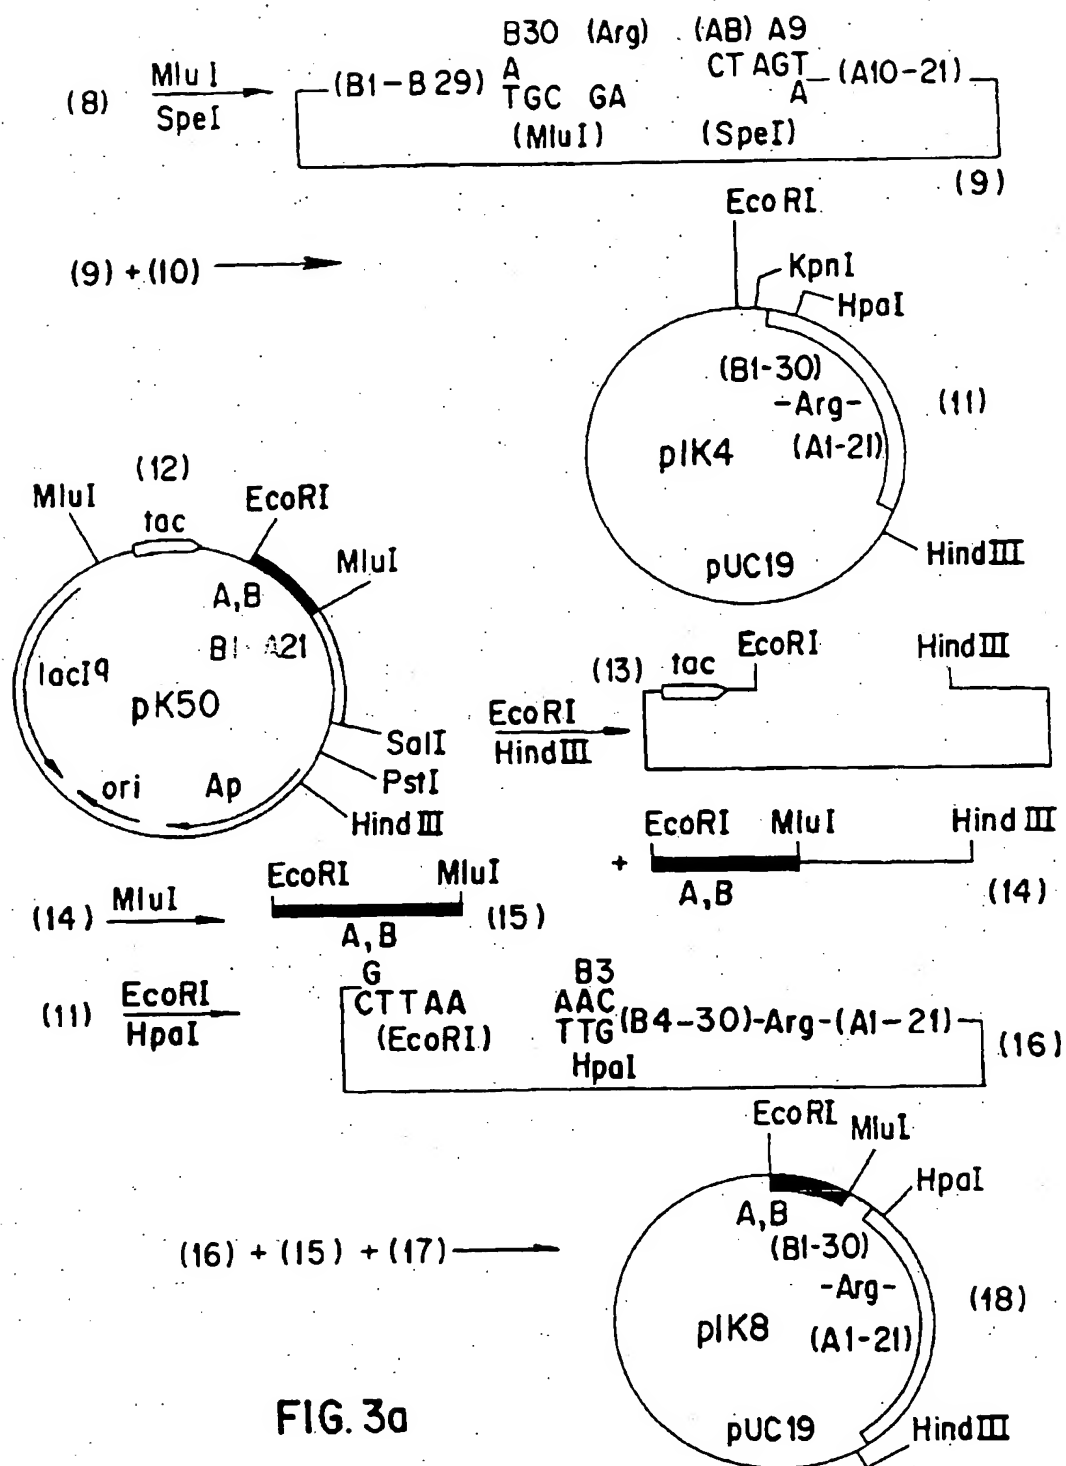 B30 (Arg) (AB) A9
(8) MluI
SpeI
(B1-B29)
A
TGC GA
(MluI)
CT AGT
A
(SpeI)
(A10-21)
(9)
(9) + (10)
EcoRI
KpnI
HpaI
(B1-30)
-Arg-
(A1-21)
pIK4
(11)
pUC19
HindIII
(12)
MluI
tac
EcoRI
MluI
A,B
B1 A21
lacIq
pK50
SalI
PstI
HindIII
ori
Ap
EcoRI
HindIII
(13)
tac
EcoRI
HindIII
+
EcoRI MluI HindIII
A,B
(14)
(14) MluI
EcoRI MluI
A,B
(15)
(11) EcoRI
HpaI
G
CTTAA
(EcoRI)
B3
AAC
TTG
HpaI
(B4-30)-Arg-(A1-21)
(16)
(16) + (15) + (17)
EcoRI
MluI
HpaI
A,B
(B1-30)
-Arg-
(A1-21)
pIK8
(18)
pUC19
HindIII
FIG. 3a